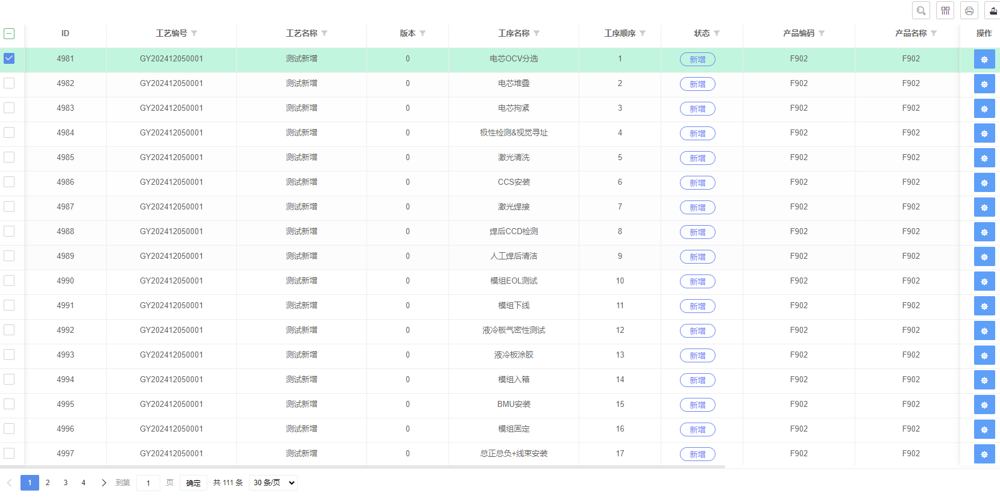 ID 工艺编号 工艺名称 版本 工序名称 工序顺序 状态 产品编码 产品名称 操作
4981 GY202412050001 测试新增 0 电芯OCV分选 1 新增 F902 F902
4982 GY202412050001 测试新增 0 电芯堆叠 2 新增 F902 F902
4983 GY202412050001 测试新增 0 电芯拘紧 3 新增 F902 F902
4984 GY202412050001 测试新增 0 极性检测&视觉寻址 4 新增 F902 F902
4985 GY202412050001 测试新增 0 激光清洗 5 新增 F902 F902
4986 GY202412050001 测试新增 0 CCS安装 6 新增 F902 F902
4987 GY202412050001 测试新增 0 激光焊接 7 新增 F902 F902
4988 GY202412050001 测试新增 0 焊后CCD检测 8 新增 F902 F902
4989 GY202412050001 测试新增 0 人工焊后清洁 9 新增 F902 F902
4990 GY202412050001 测试新增 0 模组EOL测试 10 新增 F902 F902
4991 GY202412050001 测试新增 0 模组下线 11 新增 F902 F902
4992 GY202412050001 测试新增 0 液冷板气密性测试 12 新增 F902 F902
4993 GY202412050001 测试新增 0 液冷板涂胶 13 新增 F902 F902
4994 GY202412050001 测试新增 0 模组入箱 14 新增 F902 F902
4995 GY202412050001 测试新增 0 BMU安装 15 新增 F902 F902
4996 GY202412050001 测试新增 0 模组固定 16 新增 F902 F902
4997 GY202412050001 测试新增 0 总正总负+线束安装 17 新增 F902 F902
1 2 3 4 到第 1 页 确定 共 111 条 30 条/页